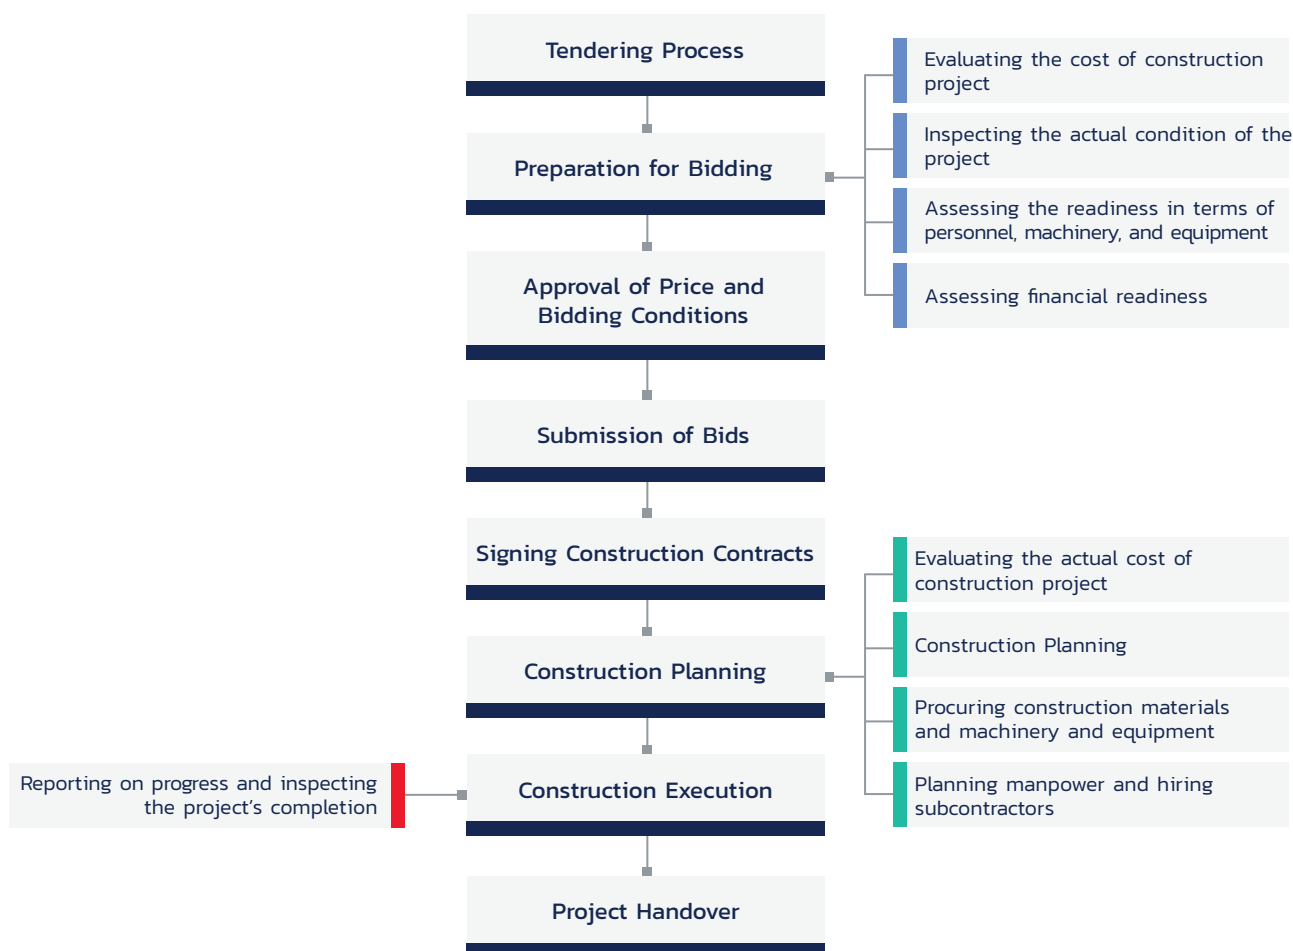 Tendering Process
Preparation for Bidding
Evaluating the cost of construction
project
Inspecting the actual condition of the
project
Assessing the readiness in terms of
personnel, machinery, and equipment
Assessing financial readiness
Approval of Price and
Bidding Conditions
Submission of Bids
Signing Construction Contracts
Construction Planning
Evaluating the actual cost of
construction project
Construction Planning
Procuring construction materials
and machinery and equipment
Planning manpower and hiring
subcontractors
Construction Execution
Reporting on progress and inspecting
the project’s completion
Project Handover